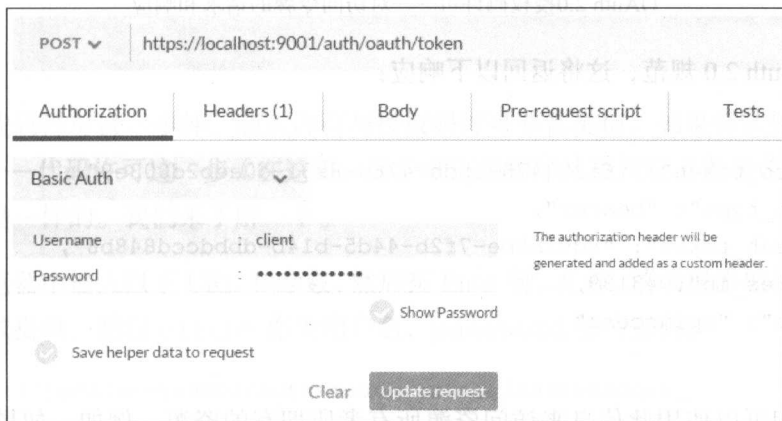 POST https://localhost:9001/auth/oauth/token
Authorization Headers (1) Body Pre-request script Tests
Basic Auth
Username : client
The authorization header will be
generated and added as a custom header.
Password : ••••••••••••
Show Password
Save helper data to request
Clear Update request